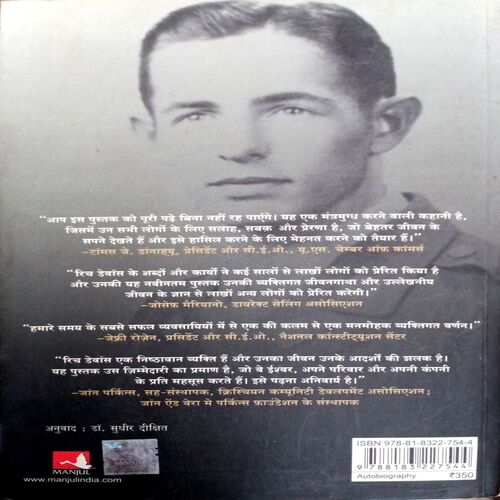 “आप इस पुस्तक को पूरी पढ़े बिना नहीं रह पाएँगे। यह एक मंत्रमुग्ध करने वाली कहानी है,
जिसमें उन सभी लोगों के लिए सलाह, सबक़ और प्रेरणा है, जो बेहतर जीवन के
सपने देखते हैं और इसे हासिल करने के लिए मेहनत करने को तैयार हैं।”
–टॉमस जे. डॉनाह्यू, प्रेसिडेंट और सी.ई.ओ., यू.एस. चेम्बर ऑफ़ कॉमर्स
“रिच डेवॉस के शब्दों और कार्यों ने कई सालों से लाखों लोगों को प्रेरित किया है
और उनकी यह नवीनतम पुस्तक उनकी व्यक्तिगत जीवनगाथा और उल्लेखनीय
जीवन के ज्ञान से लाखों अन्य लोगों को प्रेरित करेगी।”
–जोसेफ़ मैरियानो, डायरेक्ट सेलिंग असोसिएशन
“हमारे समय के सबसे सफल व्यवसायियों में से एक की कलम से एक मनमोहक व्यक्तिगत वर्णन।”
–जेफ़्री रोज़ेन, प्रसिडेंट और सी.ई.ओ., नैशनल कांस्टीट्यूशन सेंटर
“रिच डेवॉस एक निष्ठावान व्यक्ति हैं और उनका जीवन उनके आदर्शों की झलक है।
यह पुस्तक उस ज़िम्मेदारी का प्रमाण है, जो वे ईश्वर, अपने परिवार और अपनी कंपनी
के प्रति महसूस करते हैं। इसे पढ़ना अनिवार्य है।”
–जॉन पर्किन्स, सह-संस्थापक, क्रिश्चियन कम्यूनिटी डेवलपमेंट असोसिएशन;
जॉन ऍंड वेरा मे पर्किन्स फ़ाउंडेशन के संस्थापक
अनुवाद : डॉ. सुधीर दीक्षित
MANJUL
www.manjulindia.com
ISBN 978-81-8322-754-4
9 788183 227544
Autobiography ₹350